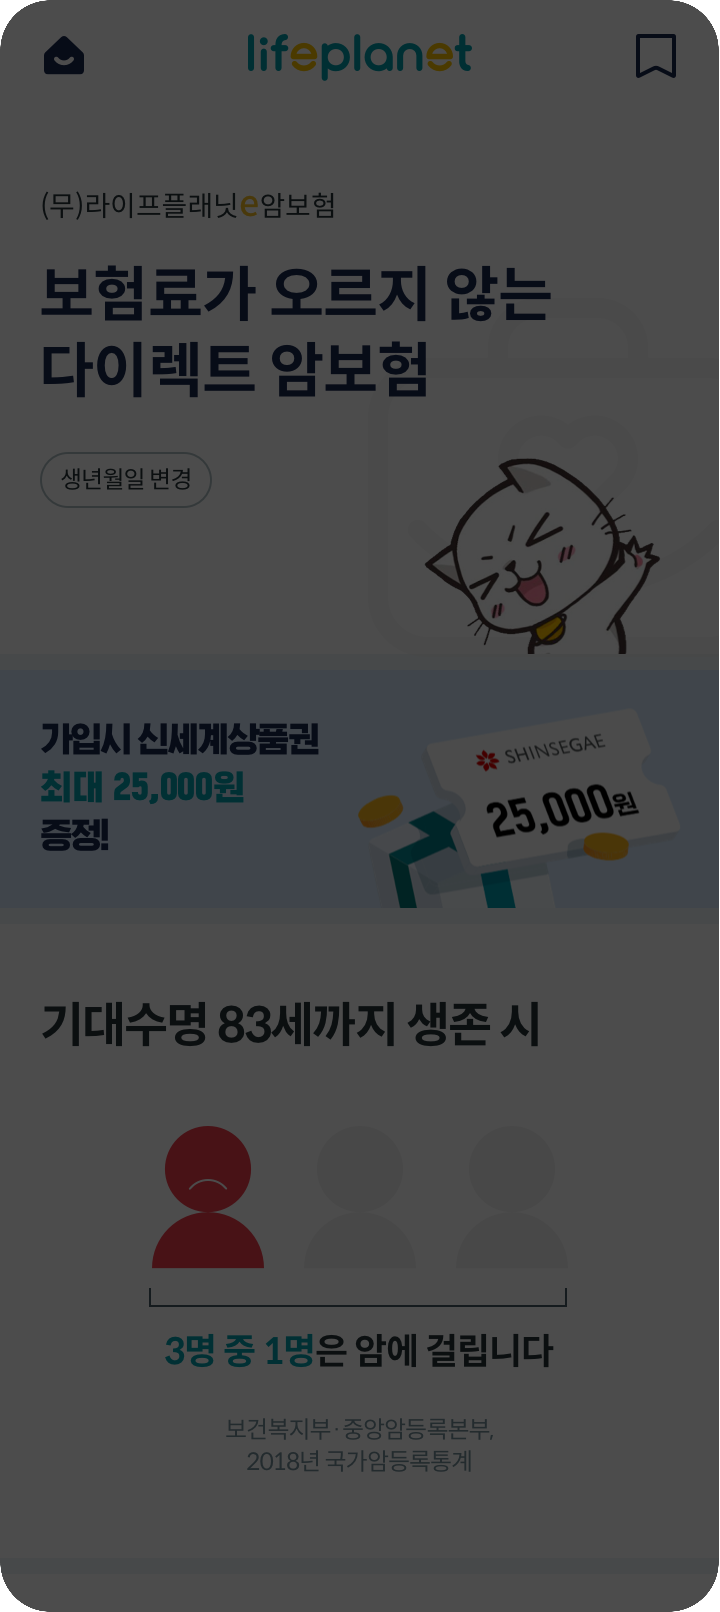 lifeplanet
(무)라이프플래닛e암보험
보험료가 오르지 않는
다이렉트 암보험
생년월일 변경
가입시 신세계상품권
최대 25,000원
증정!
SHINSEGAE
25,000원
기대수명 83세까지 생존 시
3명 중 1명은 암에 걸립니다
보건복지부·중앙암등록본부,
2018년 국가암등록통계